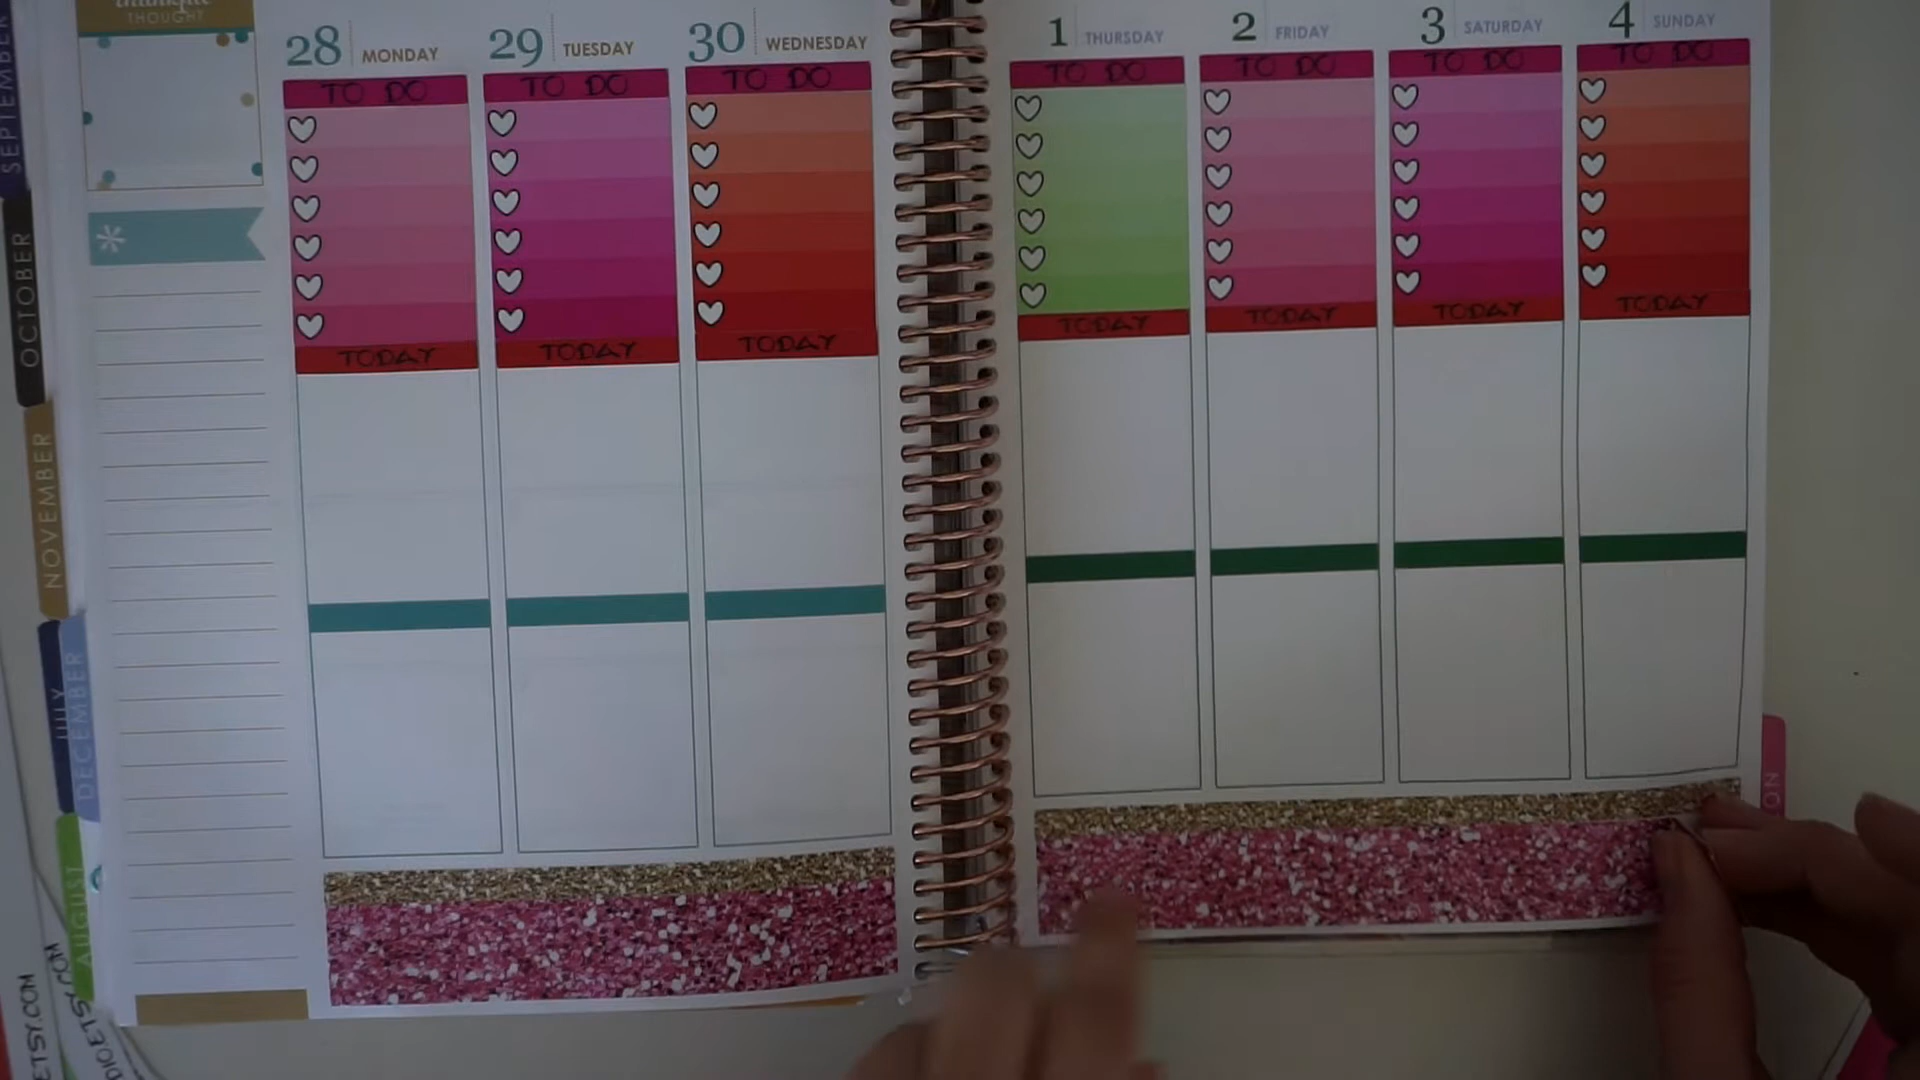 thankful
THOUGHT
28 MONDAY
29 TUESDAY
30 WEDNESDAY
1 THURSDAY
2 FRIDAY
3 SATURDAY
4 SUNDAY
TO DO
TO DO
TO DO
TO DO
TO DO
TO DO
TO DO
TODAY
TODAY
TODAY
TODAY
TODAY
TODAY
TODAY
SEPTEMBER
OCTOBER
NOVEMBER
JULY
DECEMBER
AUGUST
ETSY.COM
ETSY.COM